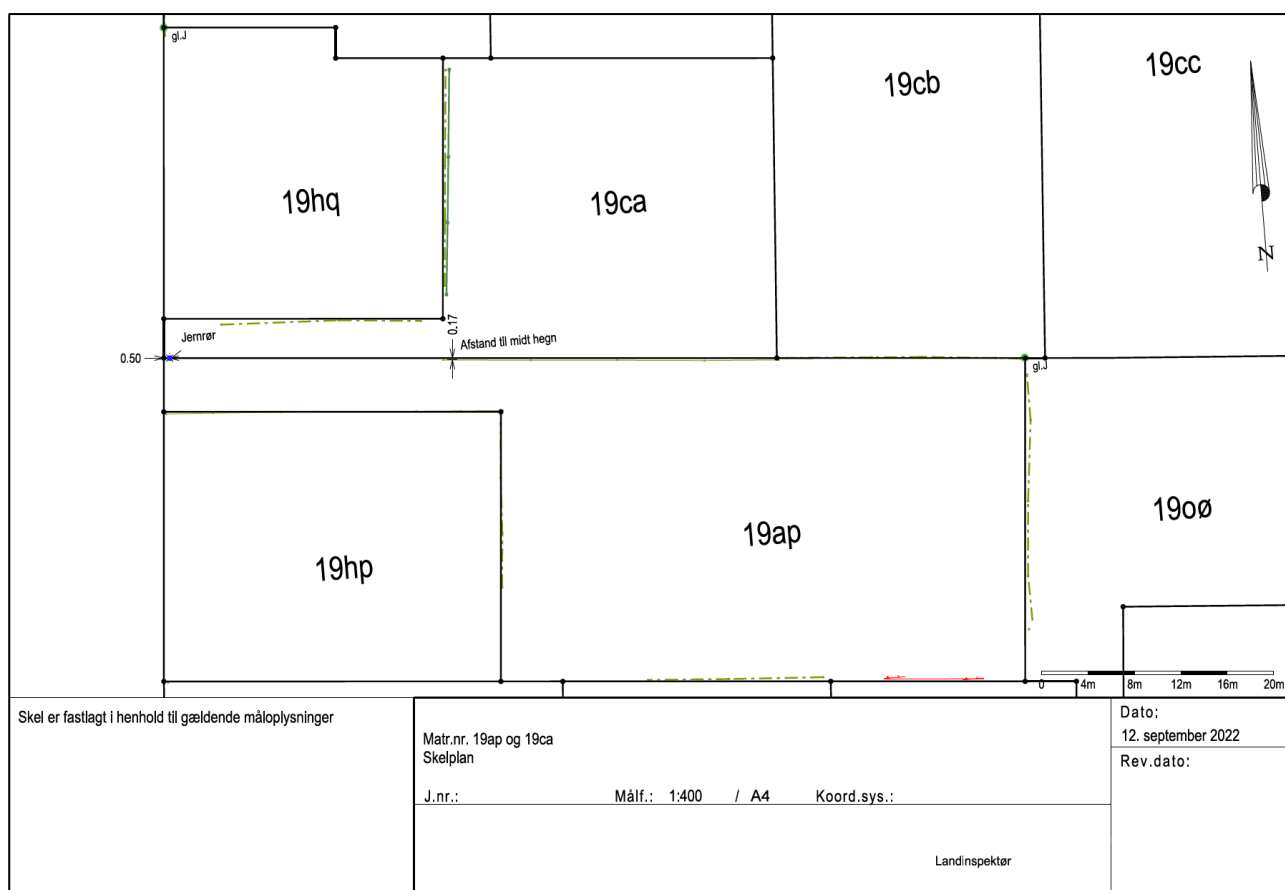 gl.J
19cb
19cc
19hq
19ca
N
0.17
Jernrør
Afstand til midt hegn
0.50
gl.J
19oø
19ap
19hp
0 4m 8m 12m 16m 20m
Skel er fastlagt i henhold til gældende måloplysninger
Matr.nr. 19ap og 19ca
Skelplan
J.nr.: Målf.: 1:400 / A4 Koord.sys.:
Landinspektør
Dato:
12. september 2022
Rev.dato: